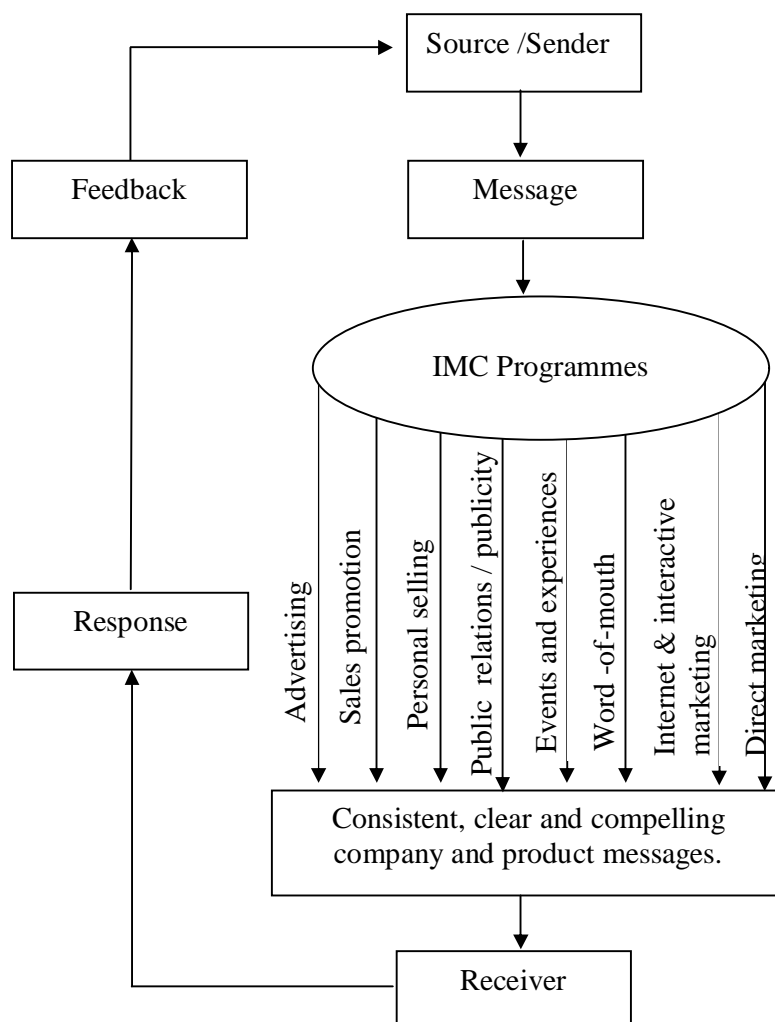 Source /Sender
Feedback
Message
IMC Programmes
Advertising
Sales promotion
Personal selling
Public relations / publicity
Events and experiences
Word -of-mouth
Internet & interactive
marketing
Direct marketing
Response
Consistent, clear and compelling
company and product messages.
Receiver